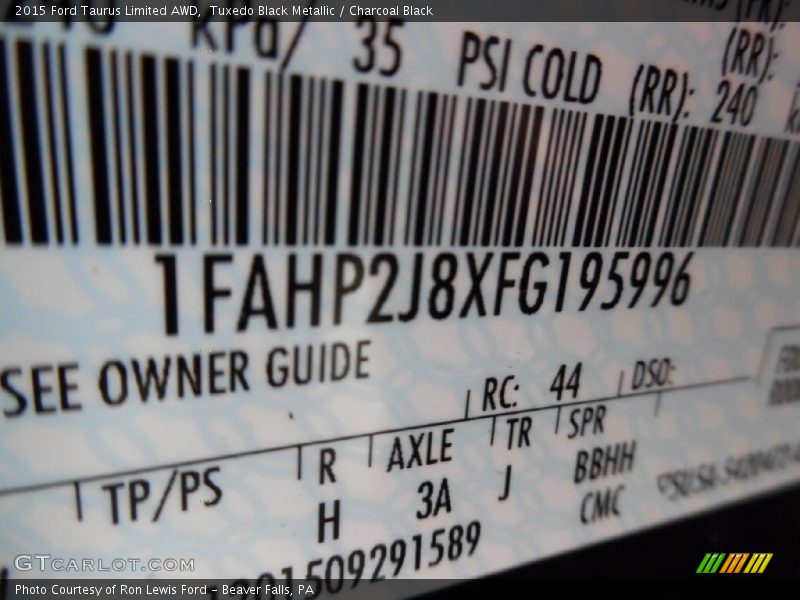 2015 Ford Taurus Limited AWD, Tuxedo Black Metallic / Charcoal Black
(RR):
kPa/ 35 PSI COLD (RR): 240
1FAHP2J8XFG195996
SEE OWNER GUIDE
RC: 44 DSO:
TP/PS R AXLE TR SPR
H 3A J BBHH
CMC
1509291589
GTCARLOT.COM
Photo Courtesy of Ron Lewis Ford - Beaver Falls, PA